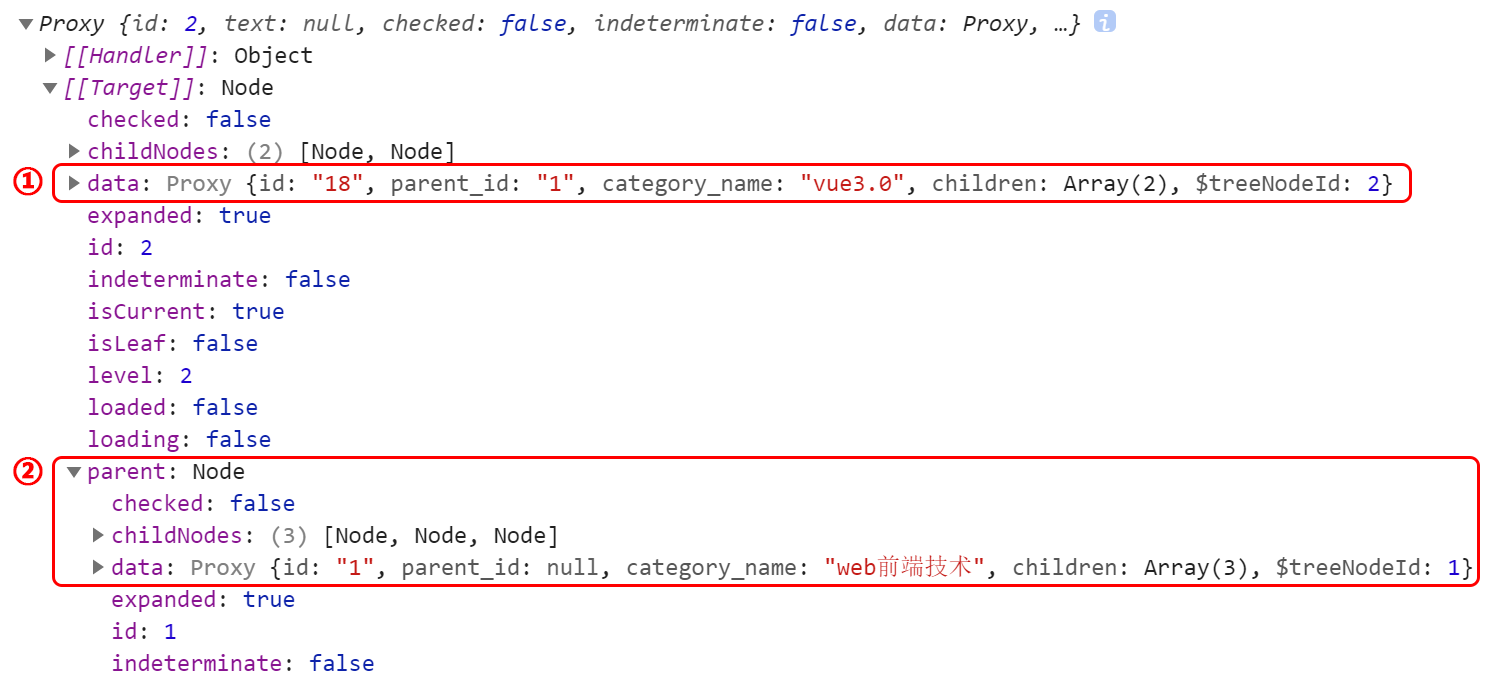 Proxy {id: 2, text: null, checked: false, indeterminate: false, data: Proxy, …} i
[[Handler]]: Object
[[Target]]: Node
checked: false
childNodes: (2) [Node, Node]
① data: Proxy {id: "18", parent_id: "1", category_name: "vue3.0", children: Array(2), $treeNodeId: 2}
expanded: true
id: 2
indeterminate: false
isCurrent: true
isLeaf: false
level: 2
loaded: false
loading: false
② parent: Node
checked: false
childNodes: (3) [Node, Node, Node]
data: Proxy {id: "1", parent_id: null, category_name: "web前端技术", children: Array(3), $treeNodeId: 1}
expanded: true
id: 1
indeterminate: false